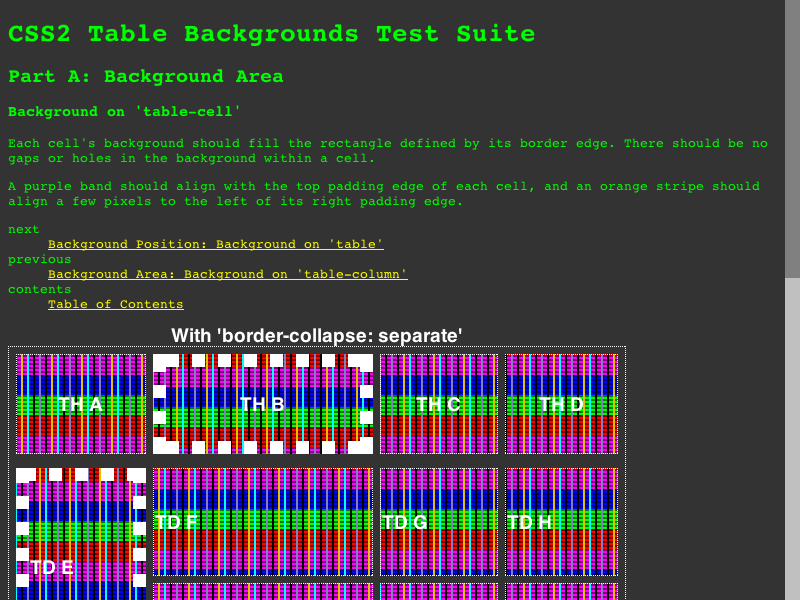 CSS2 Table Backgrounds Test Suite
Part A: Background Area
Background on 'table-cell'
Each cell's background should fill the rectangle defined by its border edge. There should be no
gaps or holes in the background within a cell.
A purple band should align with the top padding edge of each cell, and an orange stripe should
align a few pixels to the left of its right padding edge.
next
Background Position: Background on 'table'
previous
Background Area: Background on 'table-column'
contents
Table of Contents
With 'border-collapse: separate'
TH A TH B TH C TH D
TD F TD G TD H
TD E